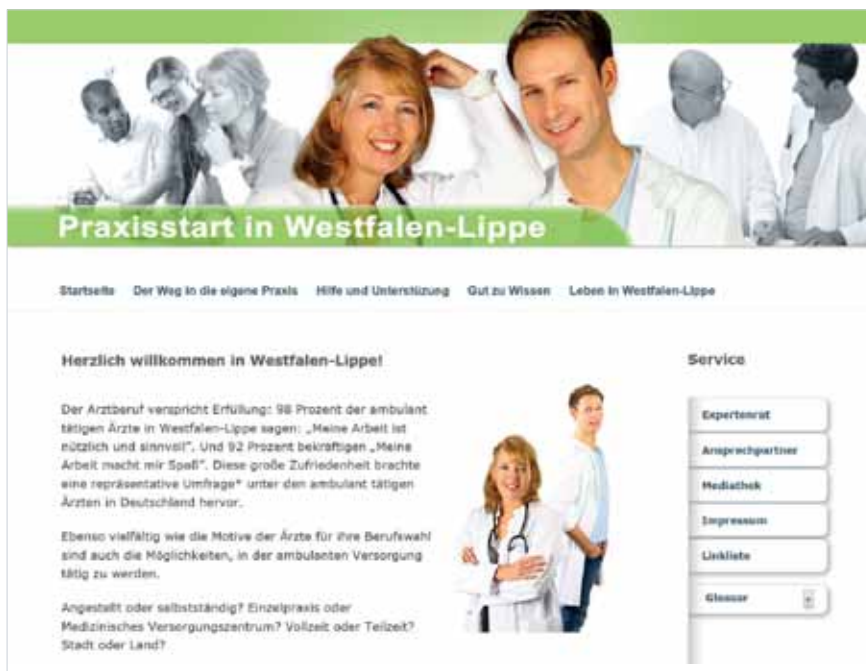 Praxisstart in Westfalen-Lippe
Startseite Der Weg in die eigene Praxis Hilfe und Unterstüzung Gut zu Wissen Leben in Westfalen-Lippe
Herzlich willkommen in Westfalen-Lippe!
Der Arztberuf verspricht Erfüllung: 98 Prozent der ambulant
tätigen Ärzte in Westfalen-Lippe sagen: „Meine Arbeit ist
nützlich und sinnvoll". Und 92 Prozent bekräftigen „Meine
Arbeit macht mir Spaß". Diese große Zufriedenheit brachte
eine repräsentative Umfrage* unter den ambulant tätigen
Ärzten in Deutschland hervor.
Ebenso vielfältig wie die Motive der Ärzte für ihre Berufswahl
sind auch die Möglichkeiten, in der ambulanten Versorgung
tätig zu werden.
Angestellt oder selbstständig? Einzelpraxis oder
Medizinisches Versorgungszentrum? Vollzeit oder Teilzeit?
Stadt oder Land?
Service
Expertenrat
Ansprechpartner
Mediathek
Impressum
Linkliste
Glossar